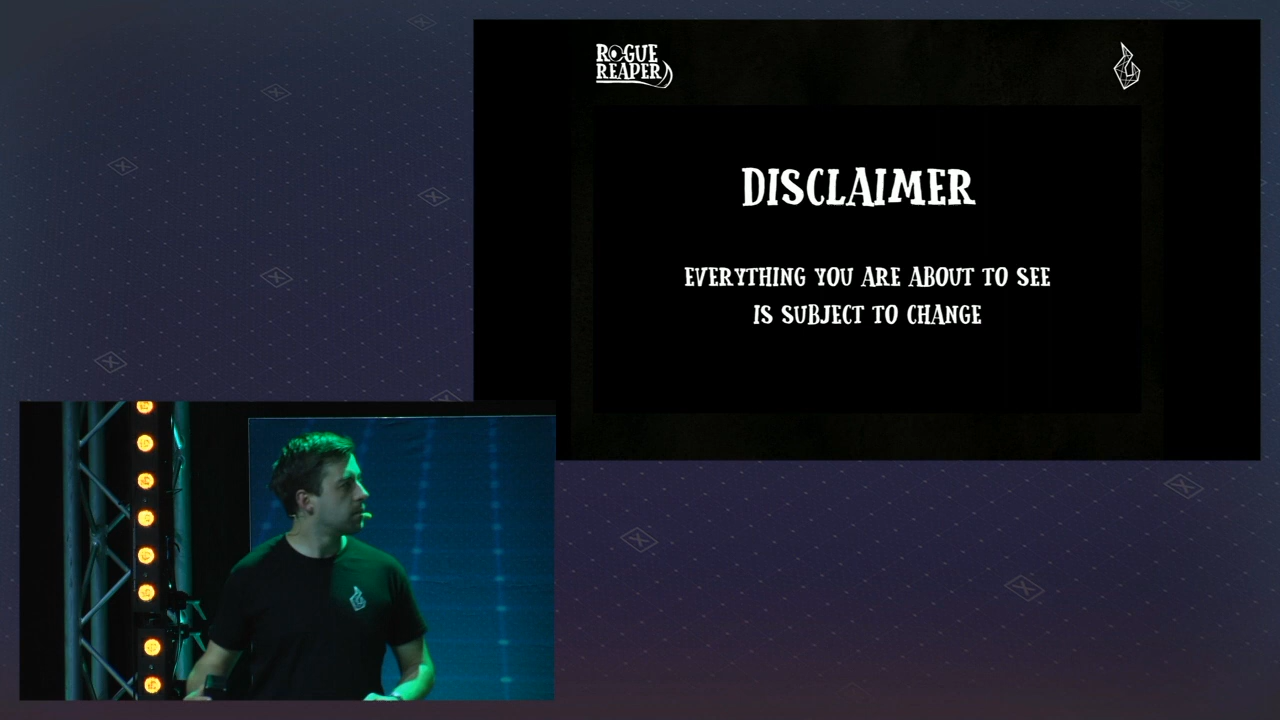 ROGUE
REAPER
DISCLAIMER
EVERYTHING YOU ARE ABOUT TO SEE
IS SUBJECT TO CHANGE